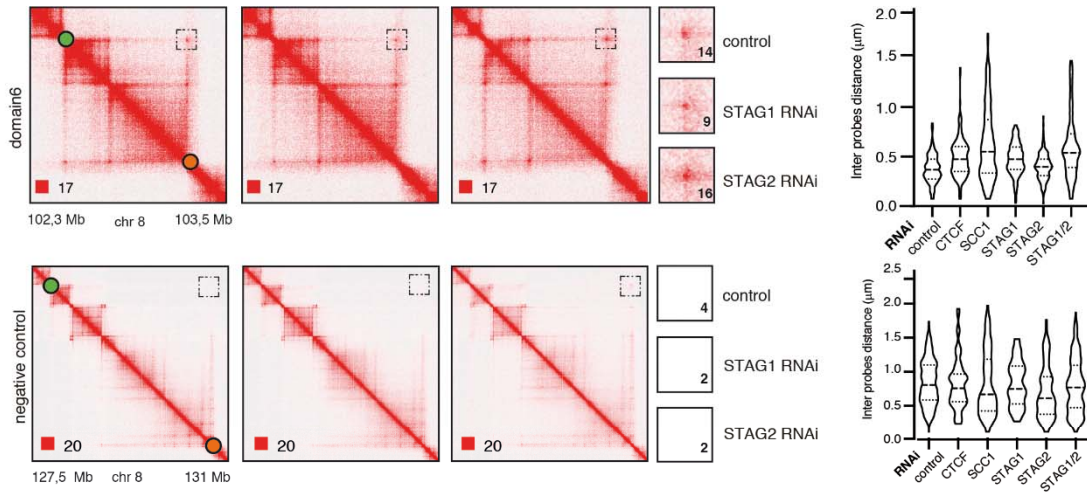 domain6
17
17
17
102,3 Mb chr 8 103,5 Mb
14
control
9
STAG1 RNAi
16
STAG2 RNAi
Inter probes distance (µm)
2.0
1.5
1.0
0.5
0.0
RNAi
control
CTCF
SCC1
STAG1
STAG2
STAG1/2
negative control
20
20
20
127,5 Mb chr 8 131 Mb
4
control
2
STAG1 RNAi
2
STAG2 RNAi
Inter probes distance (µm)
2.5
2.0
1.5
1.0
0.5
0.0
RNAi
control
CTCF
SCC1
STAG1
STAG2
STAG1/2